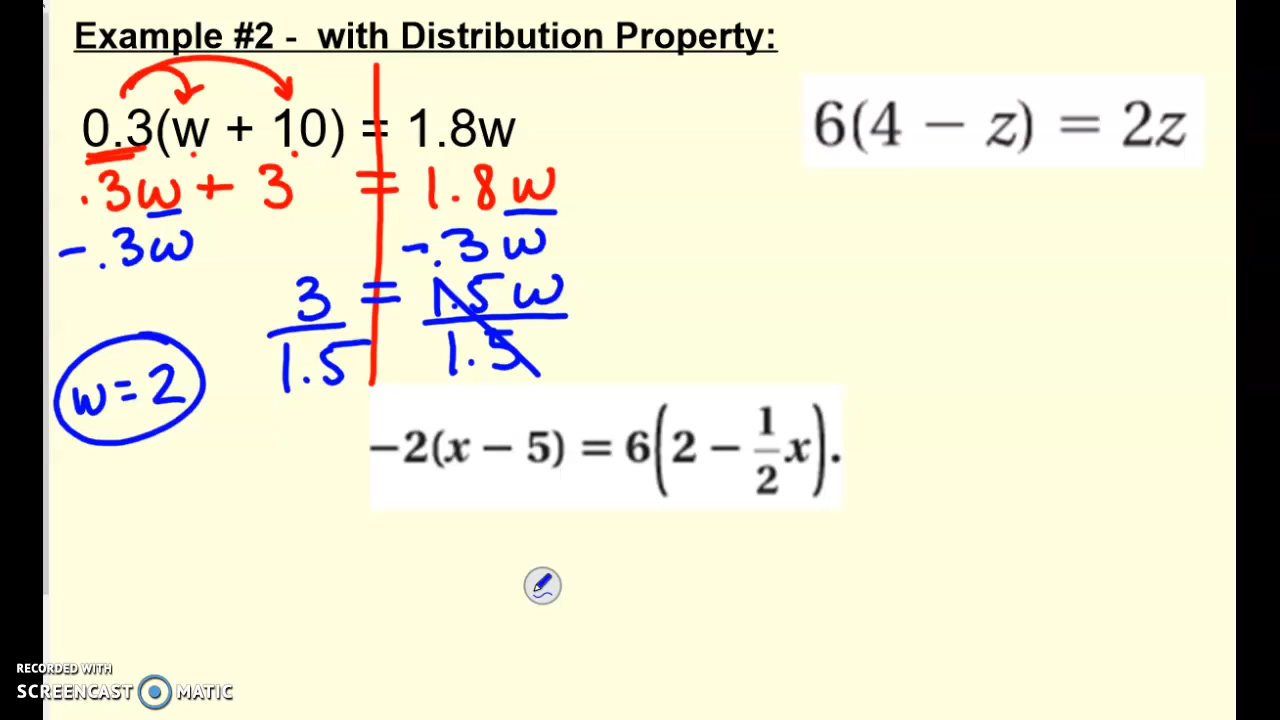 Example #2 - with Distribution Property:
0.3(w + 10) = 1.8w
.3w + 3 = 1.8w
-.3w -.3w
3 = 1.5w
1.5 1.5
w=2
6(4 − z) = 2z
−2(x − 5) = 6(2 − 1/2 x).
RECORDED WITH
SCREENCAST MATIC